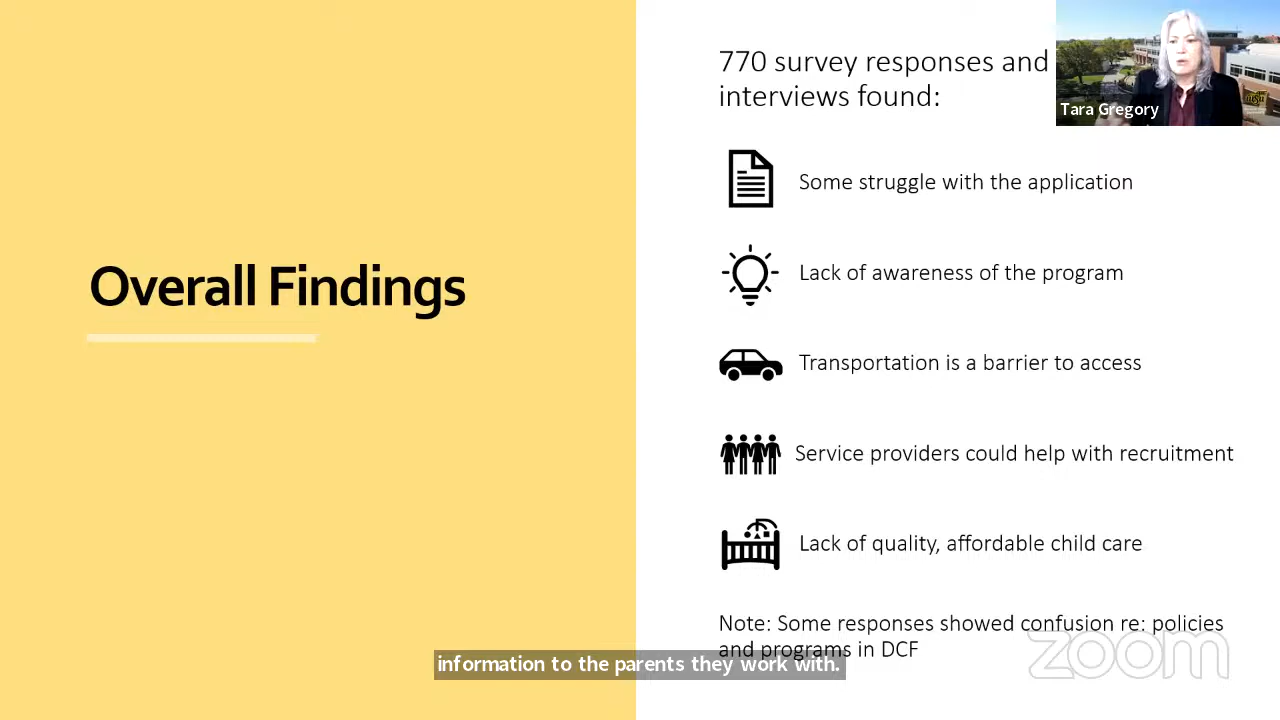 770 survey responses and
interviews found:
Tara Gregory
Some struggle with the application
Lack of awareness of the program
Overall Findings
Transportation is a barrier to access
Service providers could help with recruitment
Lack of quality, affordable child care
Note: Some responses showed confusion re: policies
and programs in DCF
information to the parents they work with.
zoom